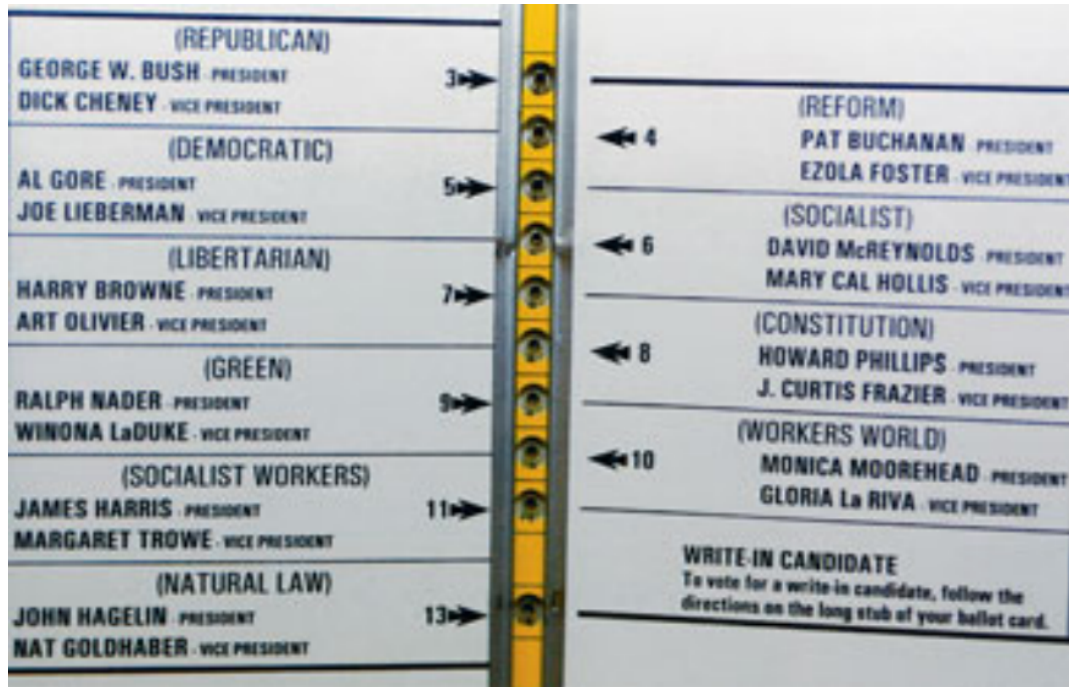 (REPUBLICAN)
GEORGE W. BUSH - PRESIDENT
DICK CHENEY - VICE PRESIDENT
3
(DEMOCRATIC)
AL GORE - PRESIDENT
JOE LIEBERMAN - VICE PRESIDENT
5
(LIBERTARIAN)
HARRY BROWNE - PRESIDENT
ART OLIVIER - VICE PRESIDENT
7
(GREEN)
RALPH NADER - PRESIDENT
WINONA LaDUKE - VICE PRESIDENT
9
(SOCIALIST WORKERS)
JAMES HARRIS - PRESIDENT
MARGARET TROWE - VICE PRESIDENT
11
(NATURAL LAW)
JOHN HAGELIN - PRESIDENT
NAT GOLDHABER - VICE PRESIDENT
13
(REFORM)
4 PAT BUCHANAN - PRESIDENT
EZOLA FOSTER - VICE PRESIDENT
(SOCIALIST)
6 DAVID McREYNOLDS - PRESIDENT
MARY CAL HOLLIS - VICE PRESIDENT
(CONSTITUTION)
8 HOWARD PHILLIPS - PRESIDENT
J. CURTIS FRAZIER - VICE PRESIDENT
(WORKERS WORLD)
10 MONICA MOOREHEAD - PRESIDENT
GLORIA La RIVA - VICE PRESIDENT
WRITE-IN CANDIDATE
To vote for a write-in candidate, follow the
directions on the long stub of your ballot card.